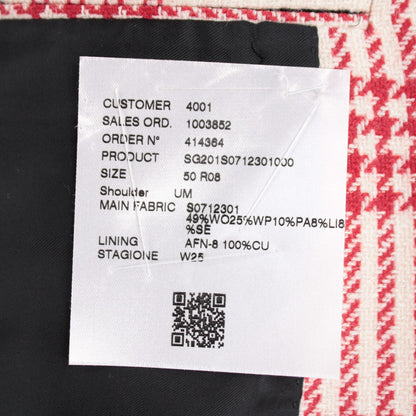 CUSTOMER 4001
SALES ORD. 1003852
ORDER N° 414364
PRODUCT SG201S0712301000
SIZE 50 R08
Shoulder UM
MAIN FABRIC S0712301
49%WO25%WP10%PA8%LI8
%SE
LINING AFN-8 100%CU
STAGIONE W25